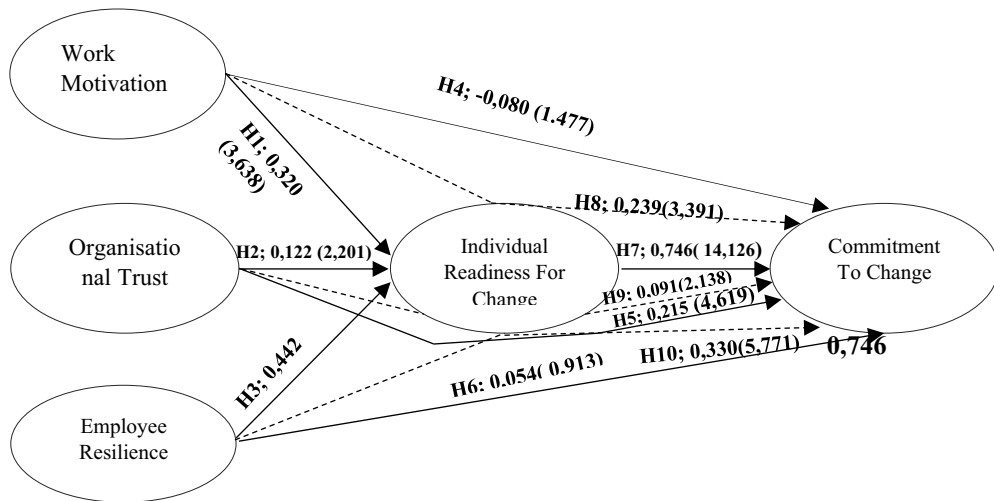 Work
Motivation
H4; -0,080 (1.477)
H1; 0,320
(3,638)
H8; 0,239(3,391)
Organisatio
nal Trust
H2; 0,122 (2,201)
Individual
Readiness For
Change
H7; 0,746( 14,126)
Commitment
To Change
H9; 0,091(2,138)
H5; 0,215 (4,619)
H3; 0,442
H6; 0,054( 0,913)
H10; 0,330(5,771)
0,746
Employee
Resilience